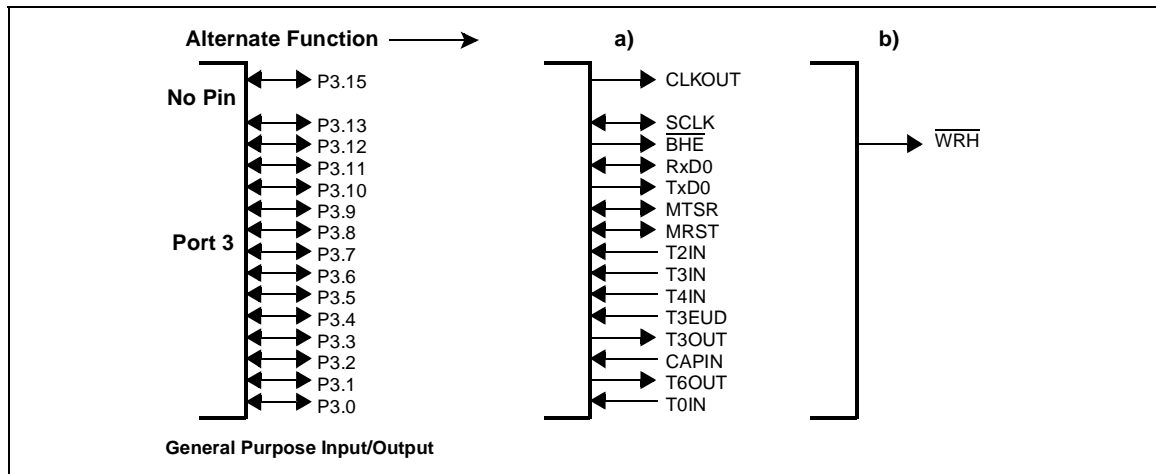 Alternate Function a) b)
P3.15 CLKOUT
No Pin
P3.13 SCLK
P3.12 BHE WRH
P3.11 RxD0
P3.10 TxD0
P3.9 MTSR
P3.8 MRST
Port 3
P3.7 T2IN
P3.6 T3IN
P3.5 T4IN
P3.4 T3EUD
P3.3 T3OUT
P3.2 CAPIN
P3.1 T6OUT
P3.0 T0IN
General Purpose Input/Output